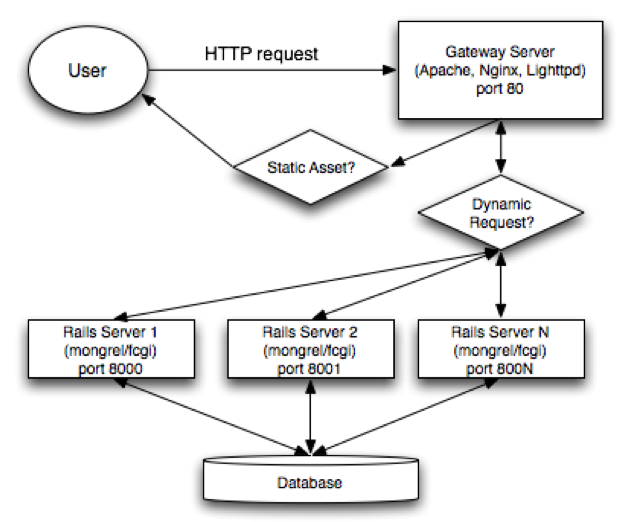 HTTP request
User
Gateway Server
(Apache, Nginx, Lighttpd)
port 80
Static Asset?
Dynamic
Request?
Rails Server 1
(mongrel/fcgi)
port 8000
Rails Server 2
(mongrel/fcgi)
port 8001
Rails Server N
(mongrel/fcgi)
port 800N
Database